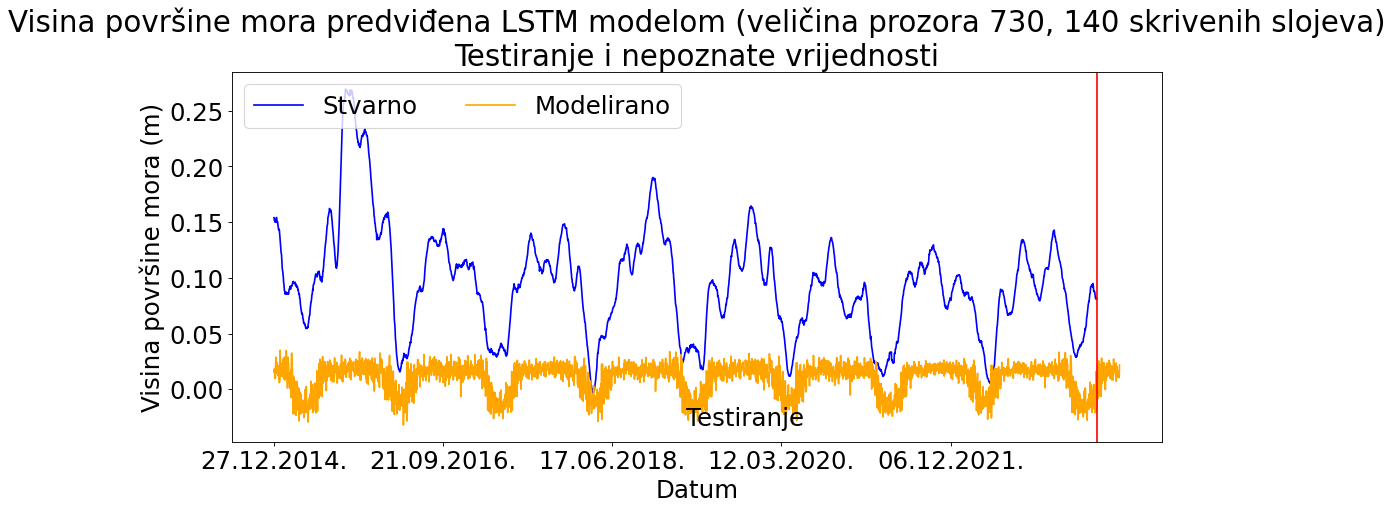 Visina površine mora predviđena LSTM modelom (veličina prozora 730, 140 skrivenih slojeva)
Testiranje i nepoznate vrijednosti
Stvarno
Modelirano
Visina površine mora (m)
0.25
0.20
0.15
0.10
0.05
0.00
Testiranje
27.12.2014.
21.09.2016.
17.06.2018.
12.03.2020.
06.12.2021.
Datum